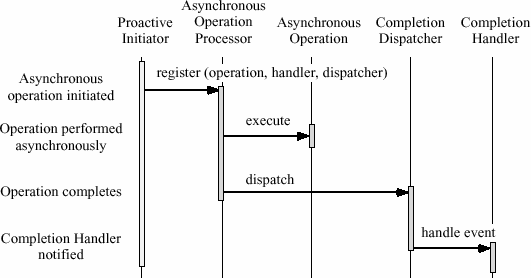 Proactive
Initiator
Asynchronous
Operation
Processor
Asynchronous
Operation
Completion
Dispatcher
Completion
Handler
Asynchronous
operation initiated
register (operation, handler, dispatcher)
Operation performed
asynchronously
execute
Operation completes
dispatch
Completion Handler
notified
handle event